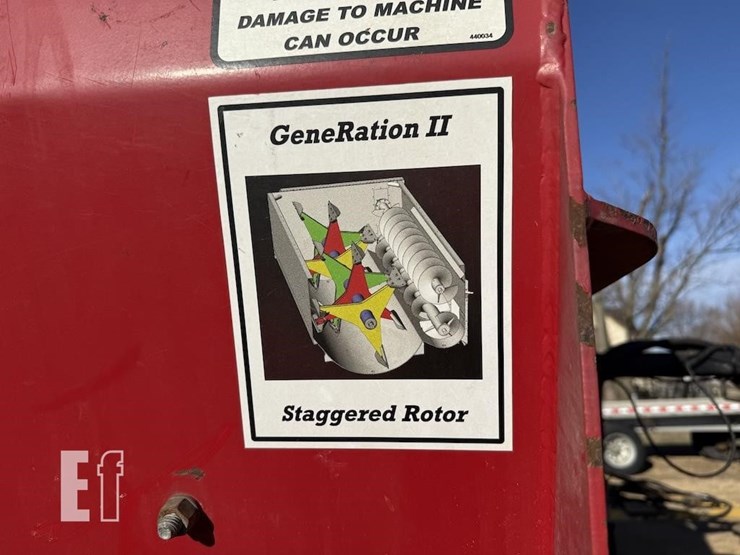 DAMAGE TO MACHINE
CAN OCCUR
440034
GeneRation II
Staggered Rotor
Ef